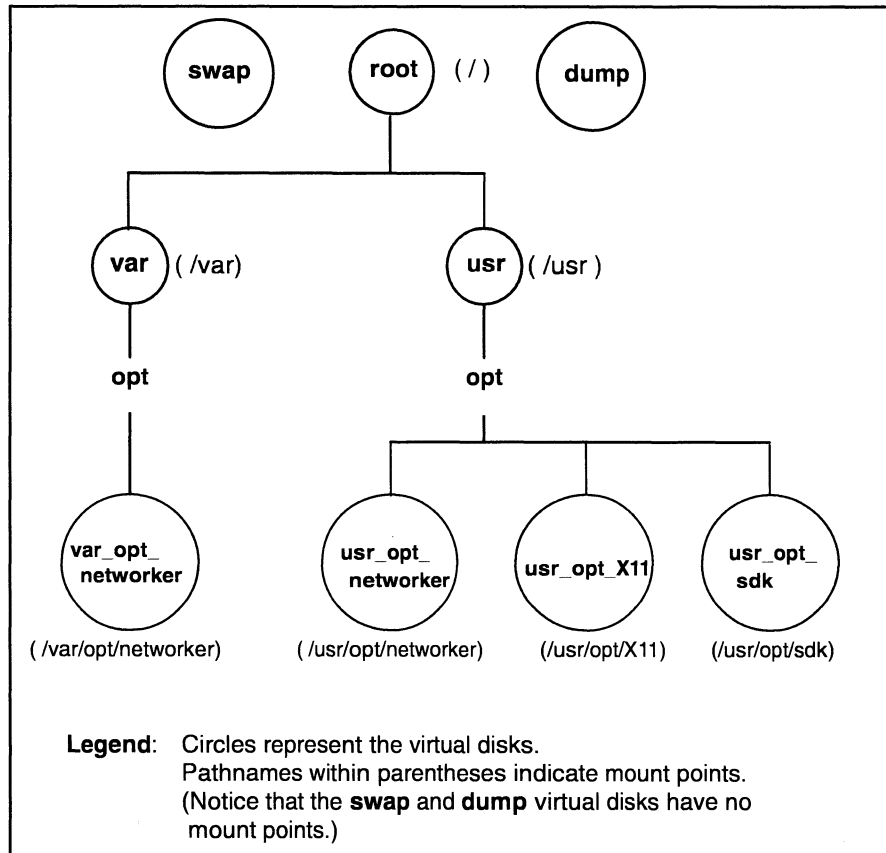 swap root ( / ) dump
var ( /var) usr ( /usr )
opt opt
var_opt_
networker
usr_opt_
networker
usr_opt_X11
usr_opt_
sdk
( /var/opt/networker) ( /usr/opt/networker) (/usr/opt/X11) (/usr/opt/sdk)
Legend: Circles represent the virtual disks.
Pathnames within parentheses indicate mount points.
(Notice that the swap and dump virtual disks have no
mount points.)